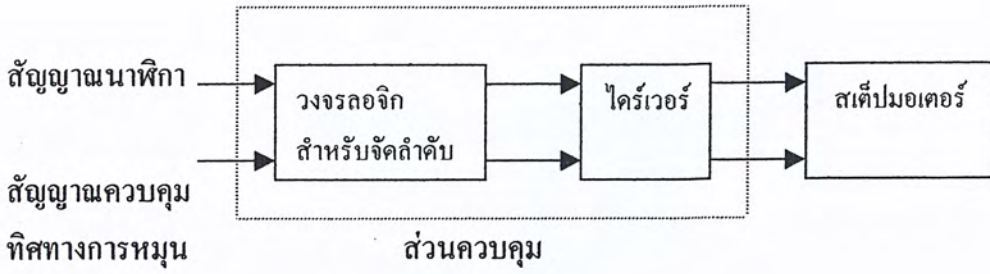 สัญญาณนาฬิกา
วงจรลอจิก
สำหรับจัดลำดับ
ไดร์เวอร์
สเต็ปมอเตอร์
สัญญาณควบคุม
ทิศทางการหมุน
ส่วนควบคุม